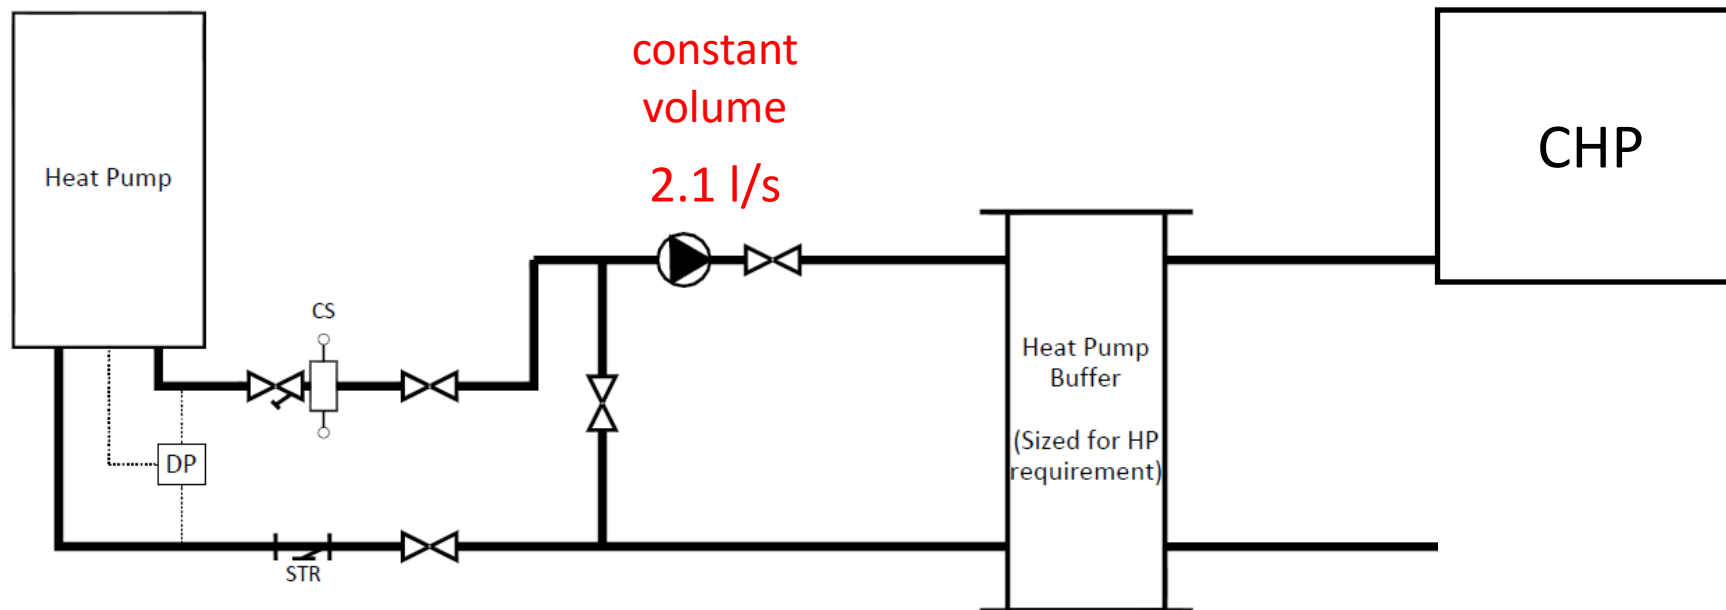 constant
volume
2.1 l/s
CHP
Heat Pump
CS
Heat Pump
Buffer
(Sized for HP
requirement)
DP
STR